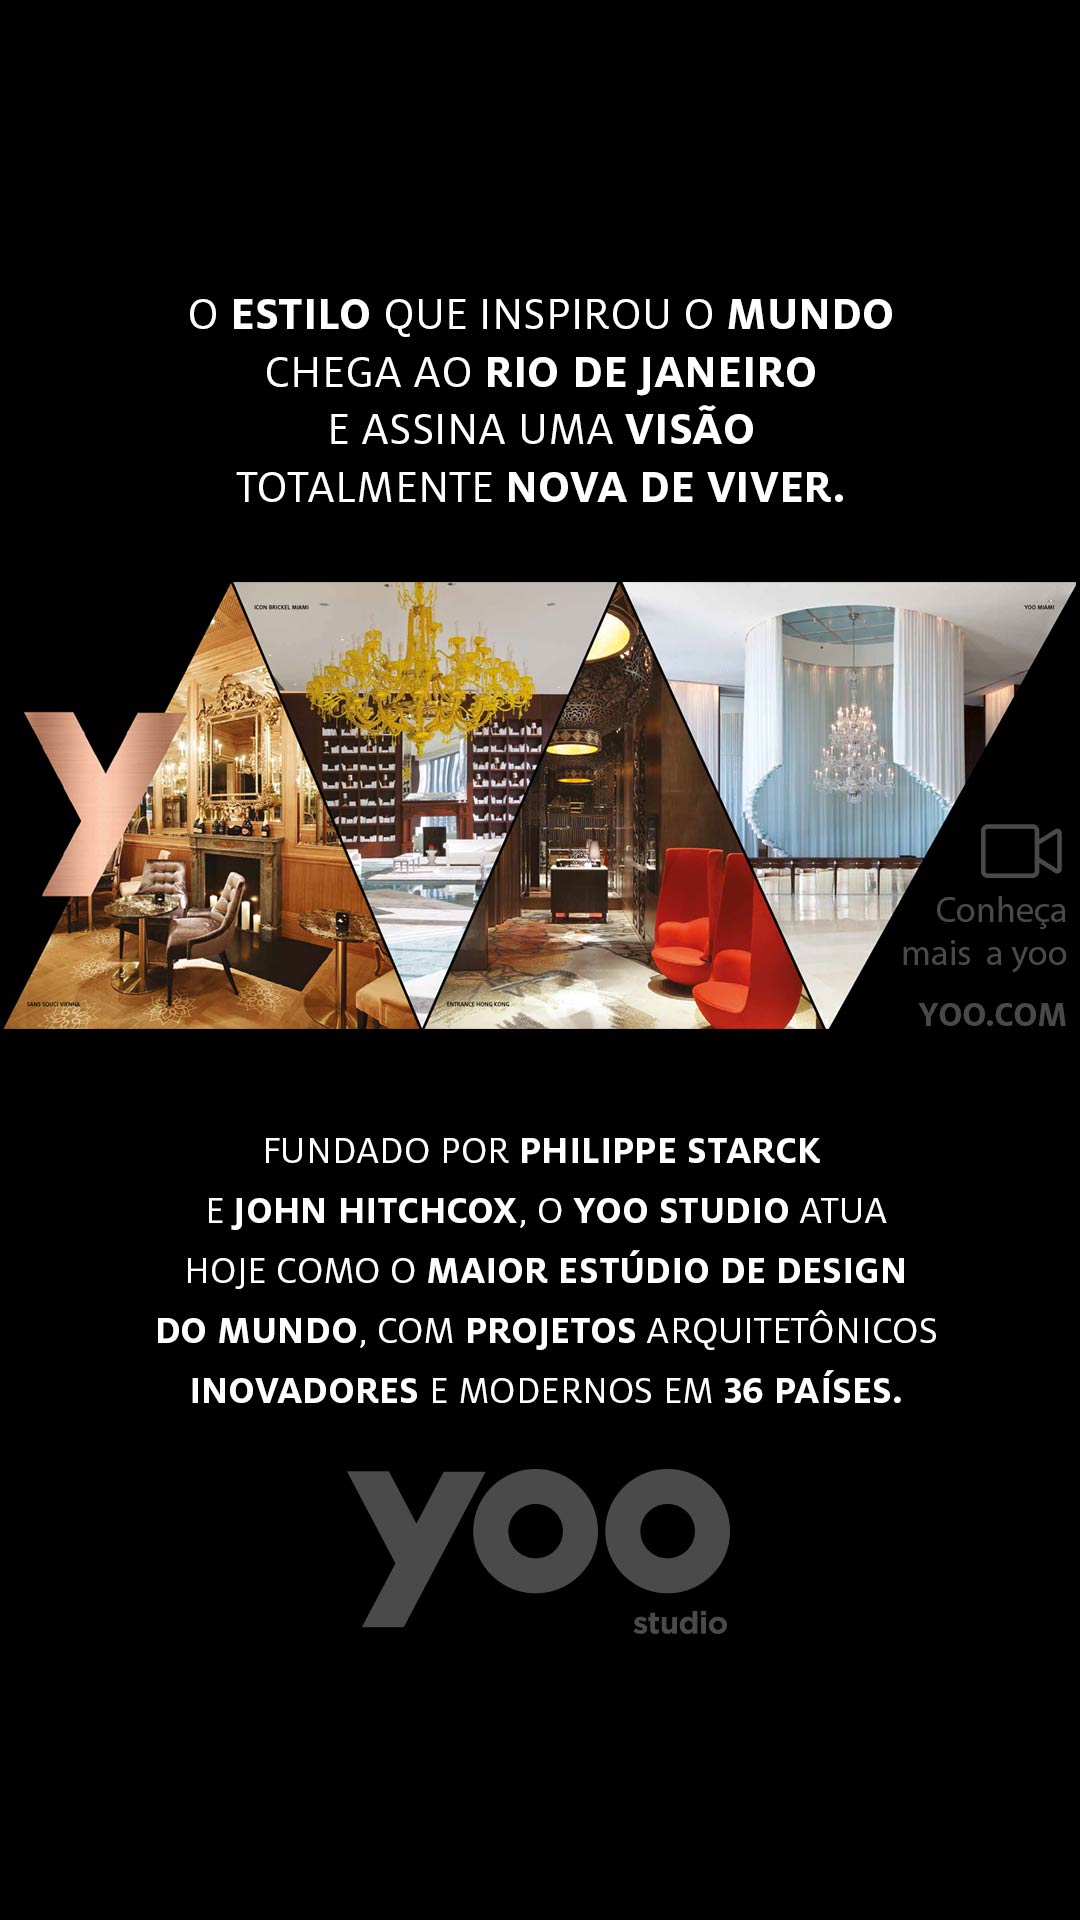 O ESTILO QUE INSPIROU O MUNDO
CHEGA AO RIO DE JANEIRO
E ASSINA UMA VISÃO
TOTALMENTE NOVA DE VIVER.
ICON BRICKEL MIAMI
YOO MIAMI
y
SANS SOUCI VIENNA
ENTRANCE HONG KONG
Conheça
mais a yoo
YOO.COM
FUNDADO POR PHILIPPE STARCK
E JOHN HITCHCOX, O YOO STUDIO ATUA
HOJE COMO O MAIOR ESTÚDIO DE DESIGN
DO MUNDO, COM PROJETOS ARQUITETÔNICOS
INOVADORES E MODERNOS EM 36 PAÍSES.
yoo
studio